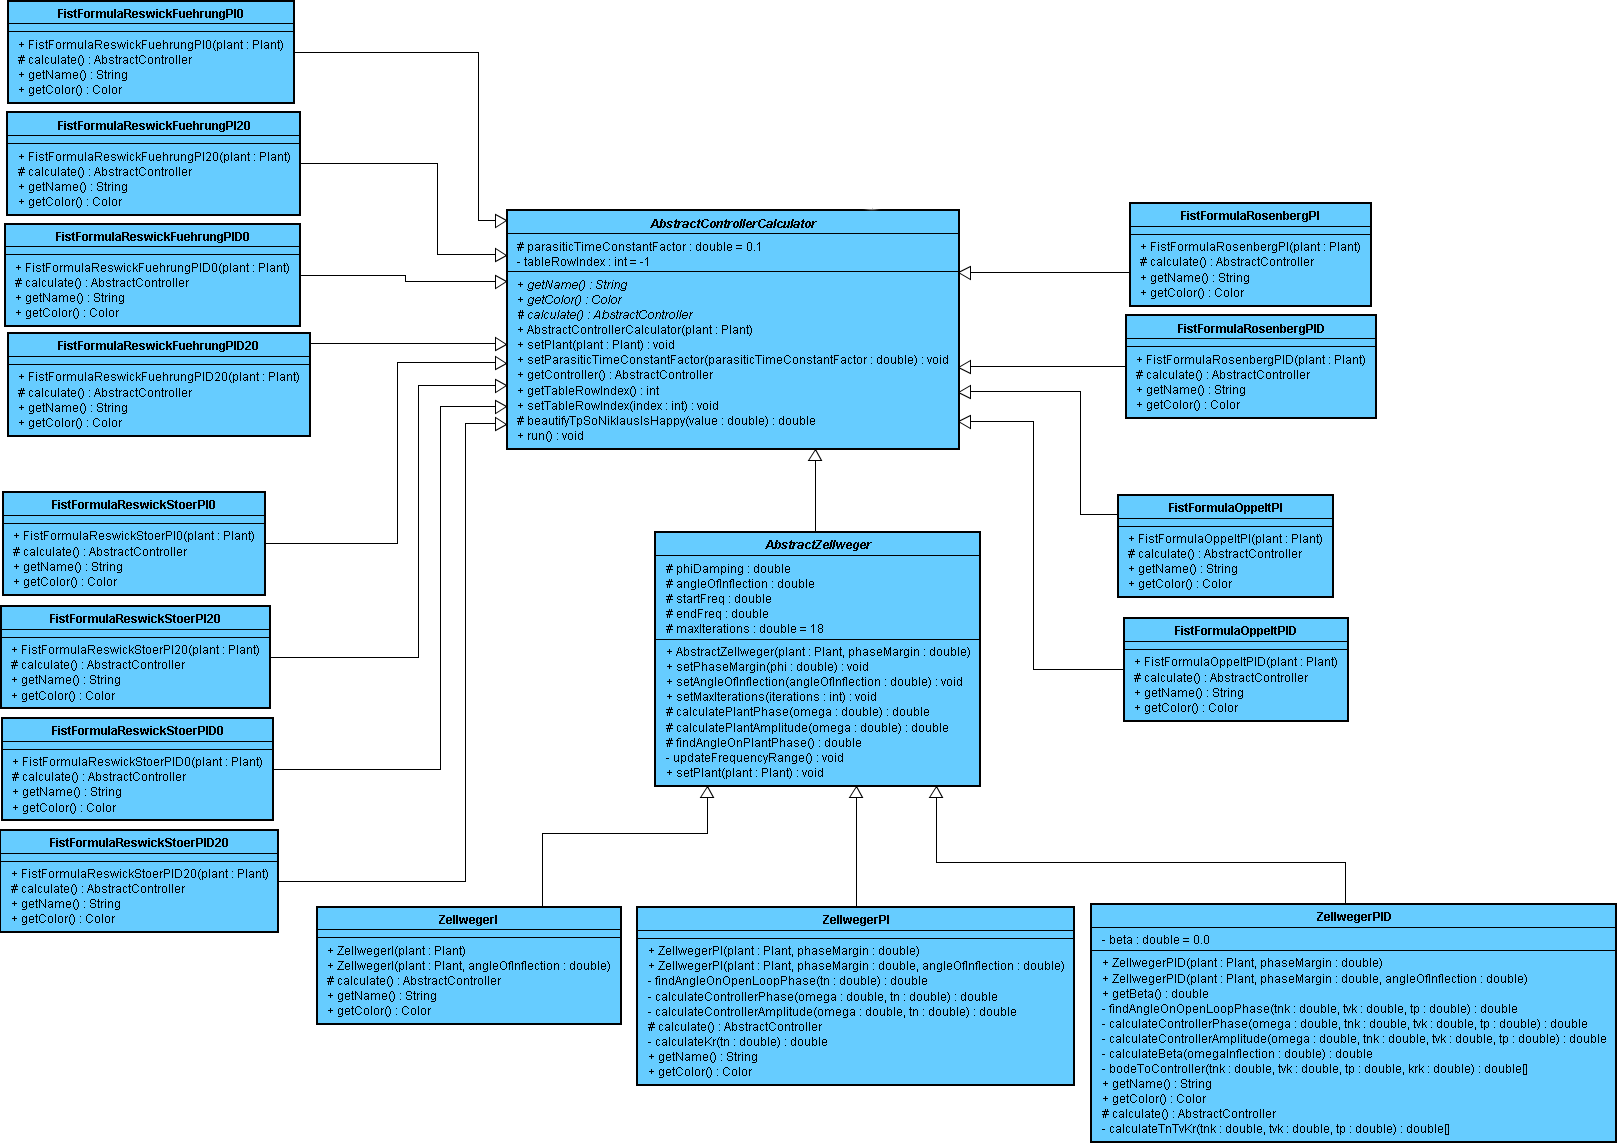 FistFormulaReswickFuehrungPI0
+ FistFormulaReswickFuehrungPI0(plant : Plant)
# calculate() : AbstractController
+ getName() : String
+ getColor() : Color
FistFormulaReswickFuehrungPI20
+ FistFormulaReswickFuehrungPI20(plant : Plant)
# calculate() : AbstractController
+ getName() : String
+ getColor() : Color
FistFormulaReswickFuehrungPID0
+ FistFormulaReswickFuehrungPID0(plant : Plant)
# calculate() : AbstractController
+ getName() : String
+ getColor() : Color
FistFormulaReswickFuehrungPID20
+ FistFormulaReswickFuehrungPID20(plant : Plant)
# calculate() : AbstractController
+ getName() : String
+ getColor() : Color
FistFormulaReswickStoerPI0
+ FistFormulaReswickStoerPI0(plant : Plant)
# calculate() : AbstractController
+ getName() : String
+ getColor() : Color
FistFormulaReswickStoerPI20
+ FistFormulaReswickStoerPI20(plant : Plant)
# calculate() : AbstractController
+ getName() : String
+ getColor() : Color
FistFormulaReswickStoerPID0
+ FistFormulaReswickStoerPID0(plant : Plant)
# calculate() : AbstractController
+ getName() : String
+ getColor() : Color
FistFormulaReswickStoerPID20
+ FistFormulaReswickStoerPID20(plant : Plant)
# calculate() : AbstractController
+ getName() : String
+ getColor() : Color
AbstractControllerCalculator
# parasiticTimeConstantFactor : double = 0.1
- tableRowIndex : int = -1
+ getName() : String
+ getColor() : Color
# calculate() : AbstractController
+ AbstractControllerCalculator(plant : Plant)
+ setPlant(plant : Plant) : void
+ setParasiticTimeConstantFactor(parasiticTimeConstantFactor : double) : void
+ getController() : AbstractController
+ getTableRowIndex() : int
+ setTableRowIndex(index : int) : void
# beautifyTpSoNiklausIsHappy(value : double) : double
+ run() : void
FistFormulaRosenbergPI
+ FistFormulaRosenbergPI(plant : Plant)
# calculate() : AbstractController
+ getName() : String
+ getColor() : Color
FistFormulaRosenbergPID
+ FistFormulaRosenbergPID(plant : Plant)
# calculate() : AbstractController
+ getName() : String
+ getColor() : Color
FistFormulaOppeltPI
+ FistFormulaOppeltPI(plant : Plant)
# calculate() : AbstractController
+ getName() : String
+ getColor() : Color
FistFormulaOppeltPID
+ FistFormulaOppeltPID(plant : Plant)
# calculate() : AbstractController
+ getName() : String
+ getColor() : Color
AbstractZellweger
# phiDamping : double
# angleOfInflection : double
# startFreq : double
# endFreq : double
# maxIterations : double = 18
+ AbstractZellweger(plant : Plant, phaseMargin : double)
+ setPhaseMargin(phi : double) : void
+ setAngleOfInflection(angleOfInflection : double) : void
+ setMaxIterations(iterations : int) : void
# calculatePlantPhase(omega : double) : double
# calculatePlantAmplitude(omega : double) : double
# findAngleOnPlantPhase() : double
- updateFrequencyRange() : void
+ setPlant(plant : Plant) : void
ZellwegerI
+ ZellwegerI(plant : Plant)
+ ZellwegerI(plant : Plant, angleOfInflection : double)
# calculate() : AbstractController
+ getName() : String
+ getColor() : Color
ZellwegerPI
+ ZellwegerPI(plant : Plant, phaseMargin : double)
+ ZellwegerPI(plant : Plant, phaseMargin : double, angleOfInflection : double)
- findAngleOnOpenLoopPhase(tn : double) : double
- calculateControllerPhase(omega : double, tn : double) : double
- calculateControllerAmplitude(omega : double, tn : double) : double
# calculate() : AbstractController
- calculateKr(tn : double) : double
+ getName() : String
+ getColor() : Color
ZellwegerPID
- beta : double = 0.0
+ ZellwegerPID(plant : Plant, phaseMargin : double)
+ ZellwegerPID(plant : Plant, phaseMargin : double, angleOfInflection : double)
+ getBeta() : double
- findAngleOnOpenLoopPhase(tnk : double, tvk : double, tp : double) : double
- calculateControllerPhase(omega : double, tnk : double, tvk : double, tp : double) : double
- calculateControllerAmplitude(omega : double, tnk : double, tvk : double, tp : double) : double
- calculateBeta(omegaInflection : double) : double
- bodeToController(tnk : double, tvk : double, tp : double, krk : double) : double[]
+ getName() : String
+ getColor() : Color
# calculate() : AbstractController
- calculateTnTvKr(tnk : double, tvk : double, tp : double) : double[]